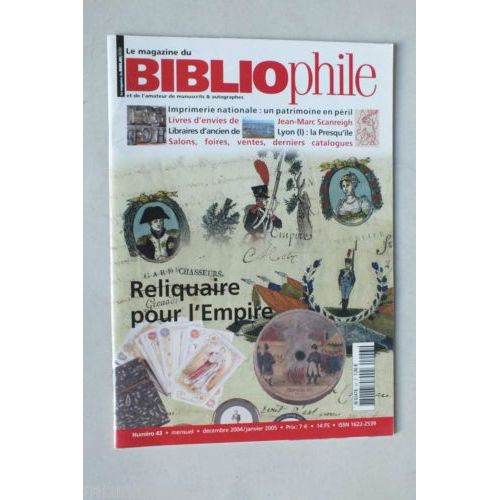 Le magazine du
BIBLIOphile
et de l'amateur de manuscrits & autographes
Imprimerie nationale : un patrimoine en péril
Livres d'envies de Jean-Marc Scanreigh
Libraires d'ancien de Lyon (I) : la Presqu'île
Salons, foires, ventes, derniers catalogues
Empire
G-A-R-D CHASSEURS.
Reliquaire
pour l'Empire
Numéro 43 • mensuel • décembre 2004/janvier 2005 • Prix : 7 € • 14 FS • ISSN 1622-2539